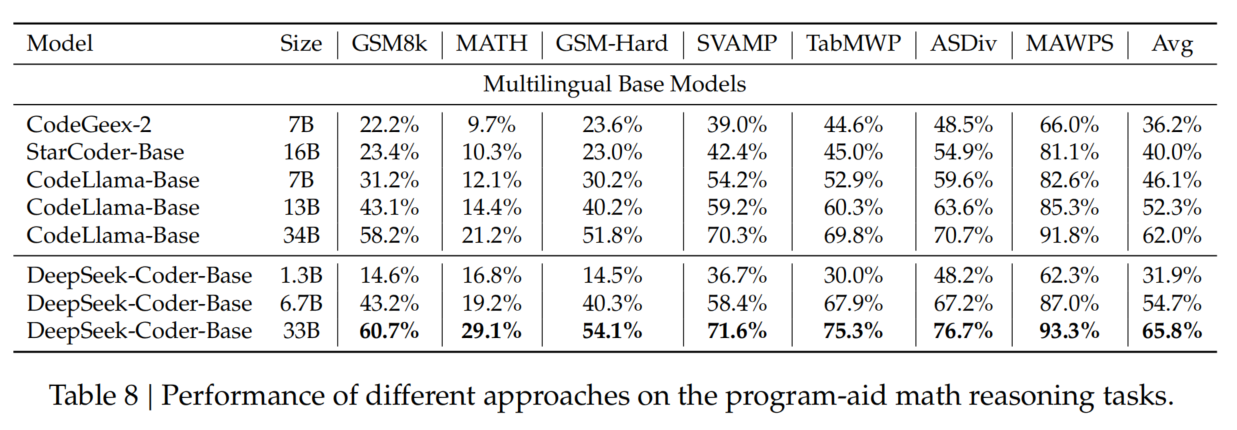 Model Size GSM8k MATH GSM-Hard SVAMP TabMWP ASDiv MAWPS Avg
Multilingual Base Models
CodeGeex-2 7B 22.2% 9.7% 23.6% 39.0% 44.6% 48.5% 66.0% 36.2%
StarCoder-Base 16B 23.4% 10.3% 23.0% 42.4% 45.0% 54.9% 81.1% 40.0%
CodeLlama-Base 7B 31.2% 12.1% 30.2% 54.2% 52.9% 59.6% 82.6% 46.1%
CodeLlama-Base 13B 43.1% 14.4% 40.2% 59.2% 60.3% 63.6% 85.3% 52.3%
CodeLlama-Base 34B 58.2% 21.2% 51.8% 70.3% 69.8% 70.7% 91.8% 62.0%
DeepSeek-Coder-Base 1.3B 14.6% 16.8% 14.5% 36.7% 30.0% 48.2% 62.3% 31.9%
DeepSeek-Coder-Base 6.7B 43.2% 19.2% 40.3% 58.4% 67.9% 67.2% 87.0% 54.7%
DeepSeek-Coder-Base 33B 60.7% 29.1% 54.1% 71.6% 75.3% 76.7% 93.3% 65.8%
Table 8 | Performance of different approaches on the program-aid math reasoning tasks.